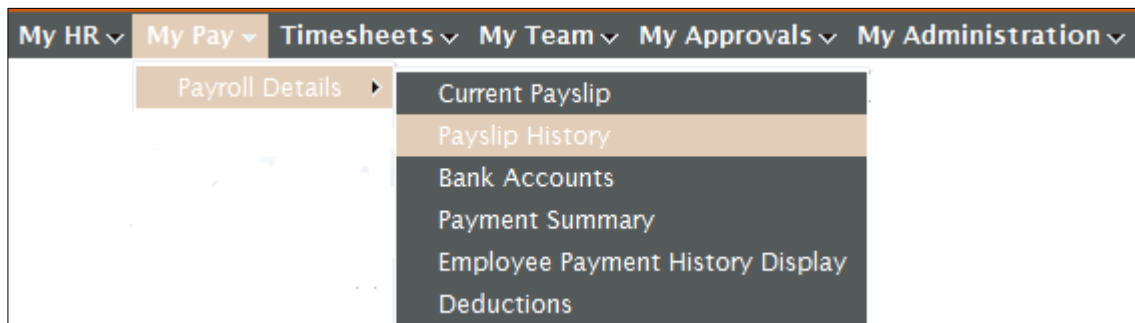 My HR My Pay Timesheets My Team My Approvals My Administration
Payroll Details
Current Payslip
Payslip History
Bank Accounts
Payment Summary
Employee Payment History Display
Deductions